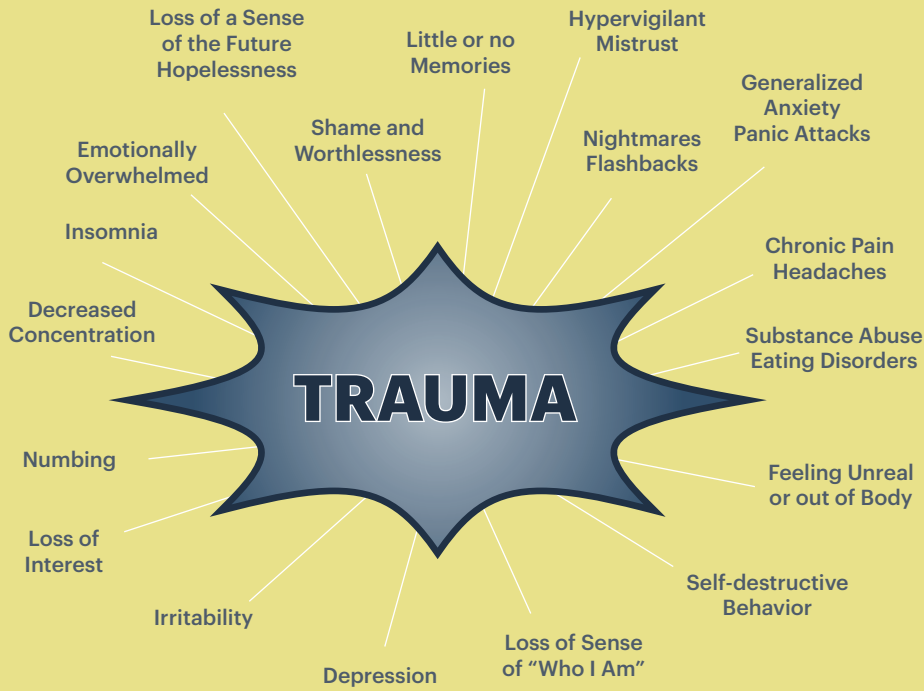 Loss of a Sense
of the Future
Hopelessness
Little or no
Memories
Hypervigilant
Mistrust
Generalized
Anxiety
Panic Attacks
Shame and
Worthlessness
Nightmares
Flashbacks
Emotionally
Overwhelmed
Insomnia
Chronic Pain
Headaches
Decreased
Concentration
Substance Abuse
Eating Disorders
TRAUMA
Numbing
Feeling Unreal
or out of Body
Loss of
Interest
Self-destructive
Behavior
Irritability
Loss of Sense
of “Who I Am”
Depression